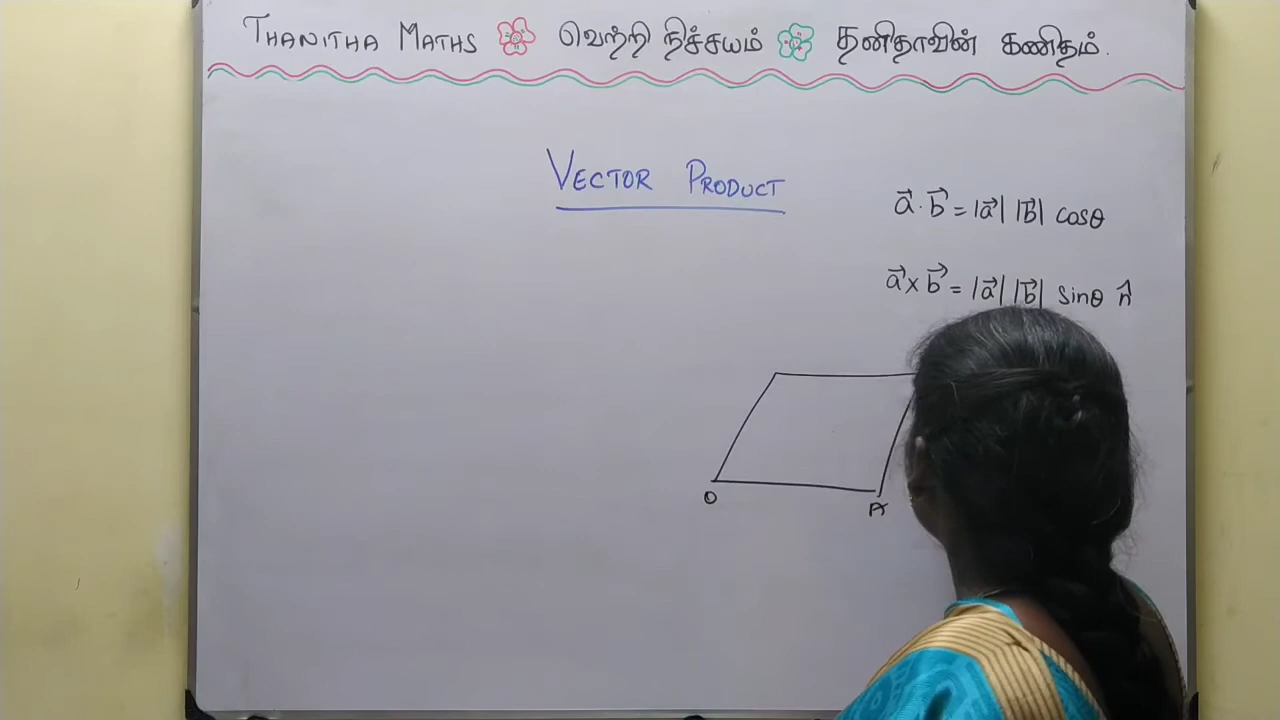 THANITHA MATHS வெற்றி நிச்சயம் தனிதாவின் கணிதம்.
VECTOR PRODUCT
a⃗ · b⃗ = |a⃗| |b⃗| cosθ
a⃗ × b⃗ = |a⃗| |b⃗| sinθ n̂
O A